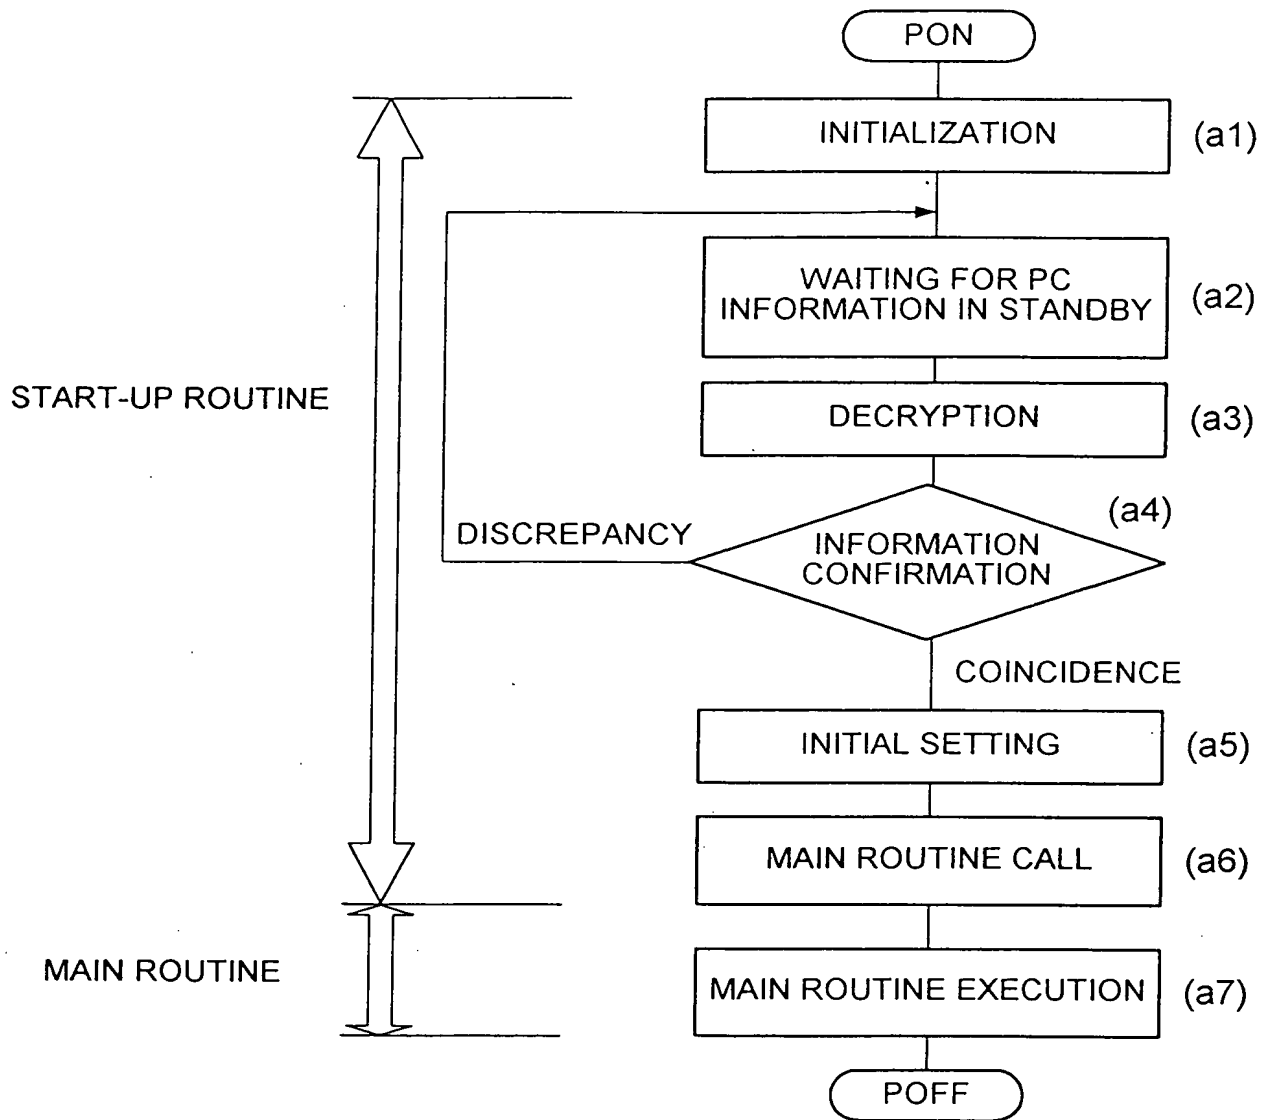 PON
INITIALIZATION
(a1)
WAITING FOR PC
INFORMATION IN STANDBY
(a2)
START-UP ROUTINE
DECRYPTION
(a3)
DISCREPANCY
INFORMATION
CONFIRMATION
(a4)
COINCIDENCE
INITIAL SETTING
(a5)
MAIN ROUTINE CALL
(a6)
MAIN ROUTINE
MAIN ROUTINE EXECUTION
(a7)
POFF